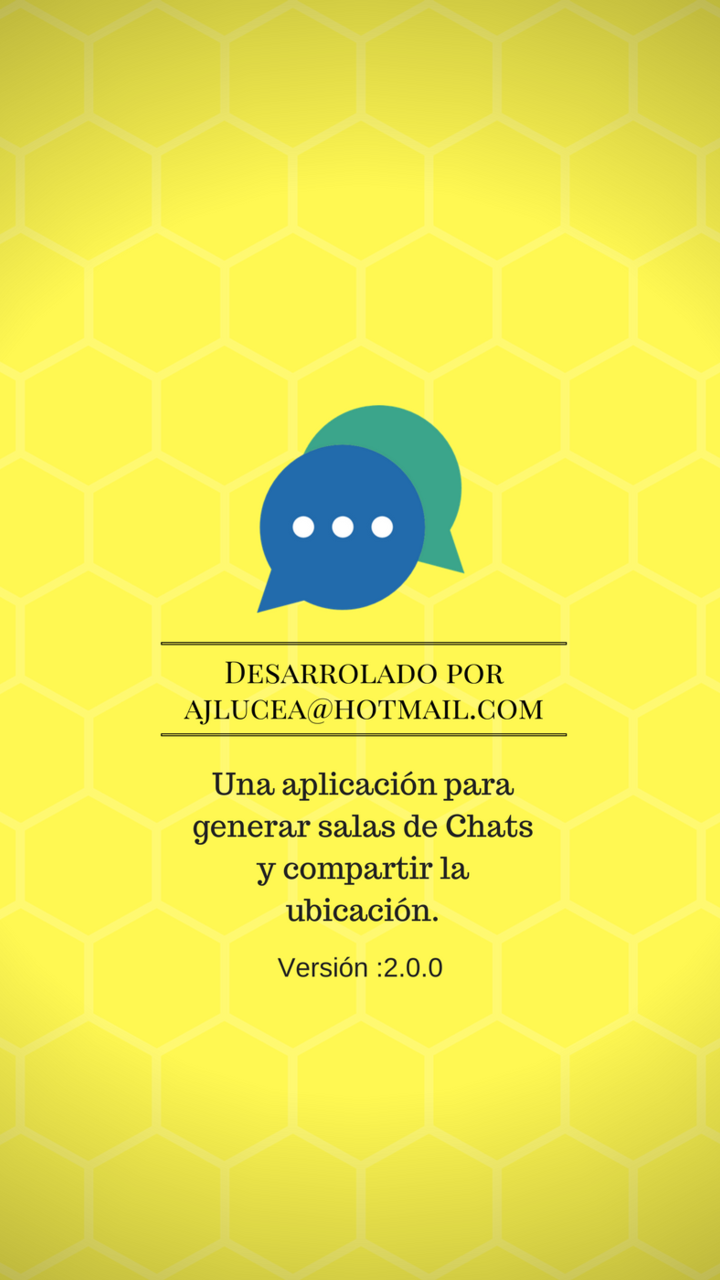 Desarrolado por
ajlucea@hotmail.com
Una aplicación para
generar salas de Chats
y compartir la
ubicación.
Versión :2.0.0